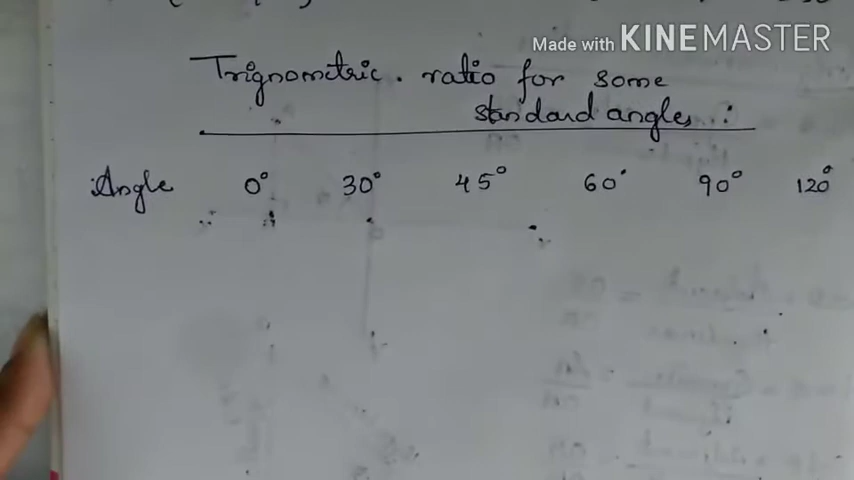 Made with KINEMASTER
Trignometric. ratio for some
standard angles :
Angle 0° 30° 45° 60° 90° 120°